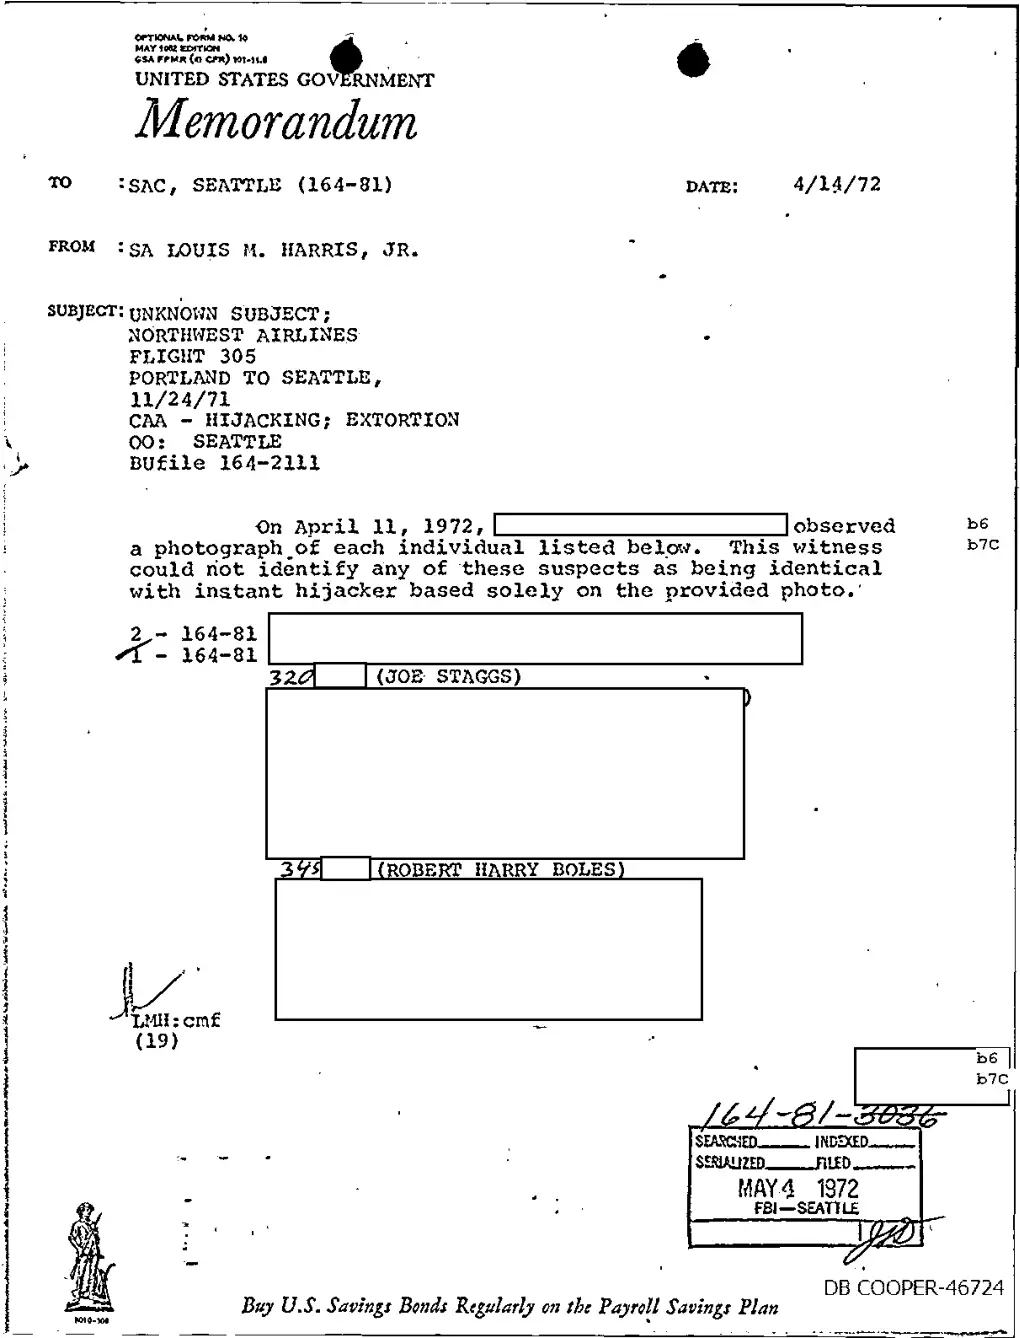 OPTIONAL FORM NO. 10
MAY 1962 EDITION
GSA FPMR (41 CFR) 101-11.6
UNITED STATES GOVERNMENT
Memorandum
TO :SAC, SEATTLE (164-81) DATE: 4/14/72
FROM :SA LOUIS M. HARRIS, JR.
SUBJECT: UNKNOWN SUBJECT;
NORTHWEST AIRLINES
FLIGHT 305
PORTLAND TO SEATTLE,
11/24/71
CAA - HIJACKING; EXTORTION
OO: SEATTLE
BUfile 164-2111
On April 11, 1972, observed b6
a photograph of each individual listed below. This witness b7C
could not identify any of these suspects as being identical
with instant hijacker based solely on the provided photo.
2 - 164-81
1 - 164-81
320 (JOE STAGGS)
345 (ROBERT HARRY BOLES)
LMH:cmf
(19)
b6
b7C
164-81-3036
SEARCHED INDEXED
SERIALIZED FILED
MAY 4 1972
FBI—SEATTLE
DB COOPER-46724
Buy U.S. Savings Bonds Regularly on the Payroll Savings Plan
5010-108